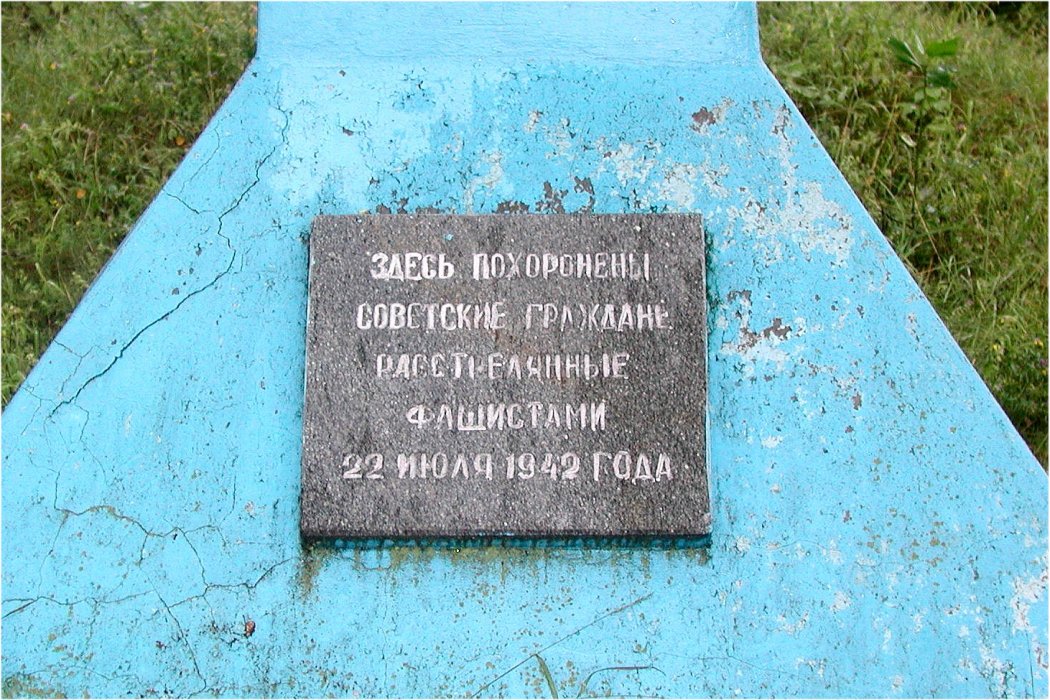 ЗДЕСЬ ПОХОРОНЕНЫ
СОВЕТСКИЕ ГРАЖДАНЕ
РАССТРЕЛЯННЫЕ
ФАШИСТАМИ
22 ИЮЛЯ 1942 ГОДА